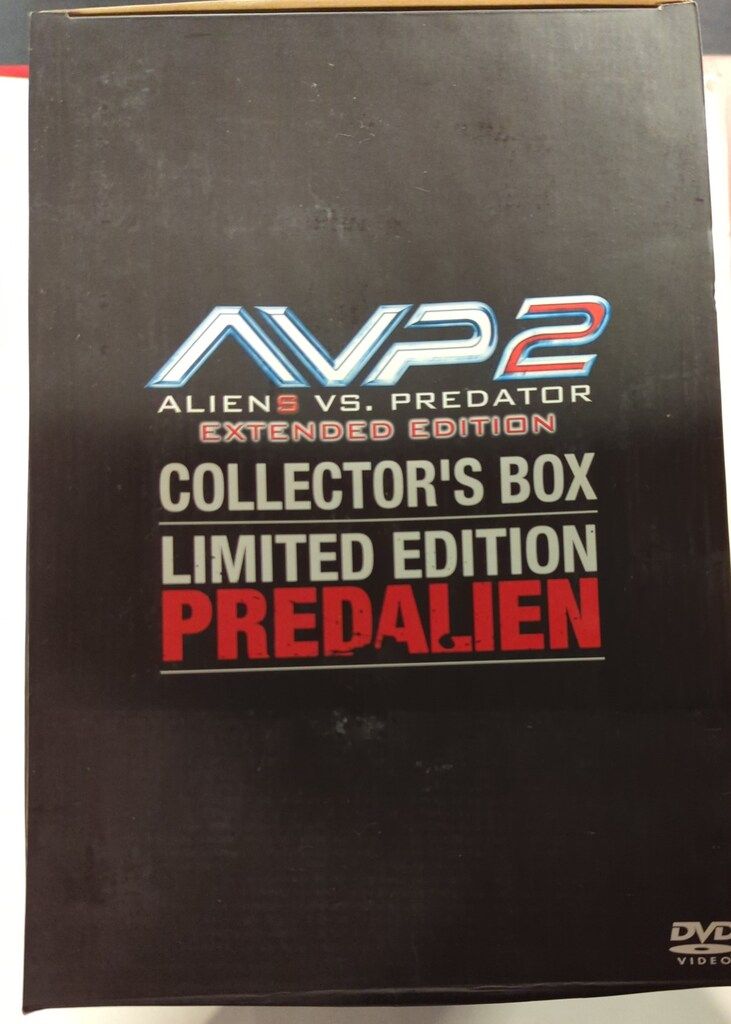 AVP2
ALIENS VS. PREDATOR
EXTENDED EDITION
COLLECTOR'S BOX
LIMITED EDITION
PREDALIEN
DVD
VIDEO